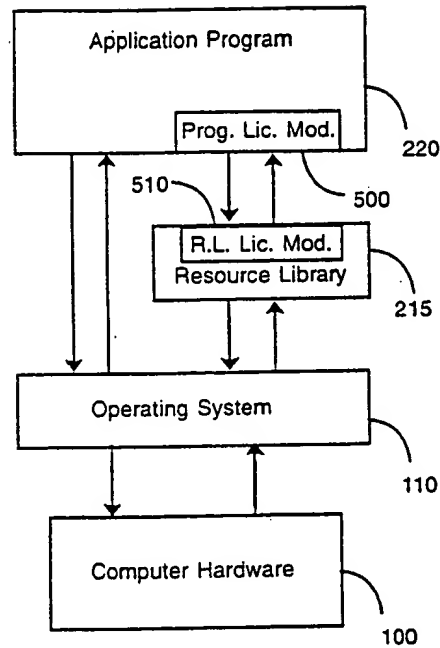 Application Program
Prog. Lic. Mod.
220
500
510
R.L. Lic. Mod.
Resource Library
215
Operating System
110
Computer Hardware
100